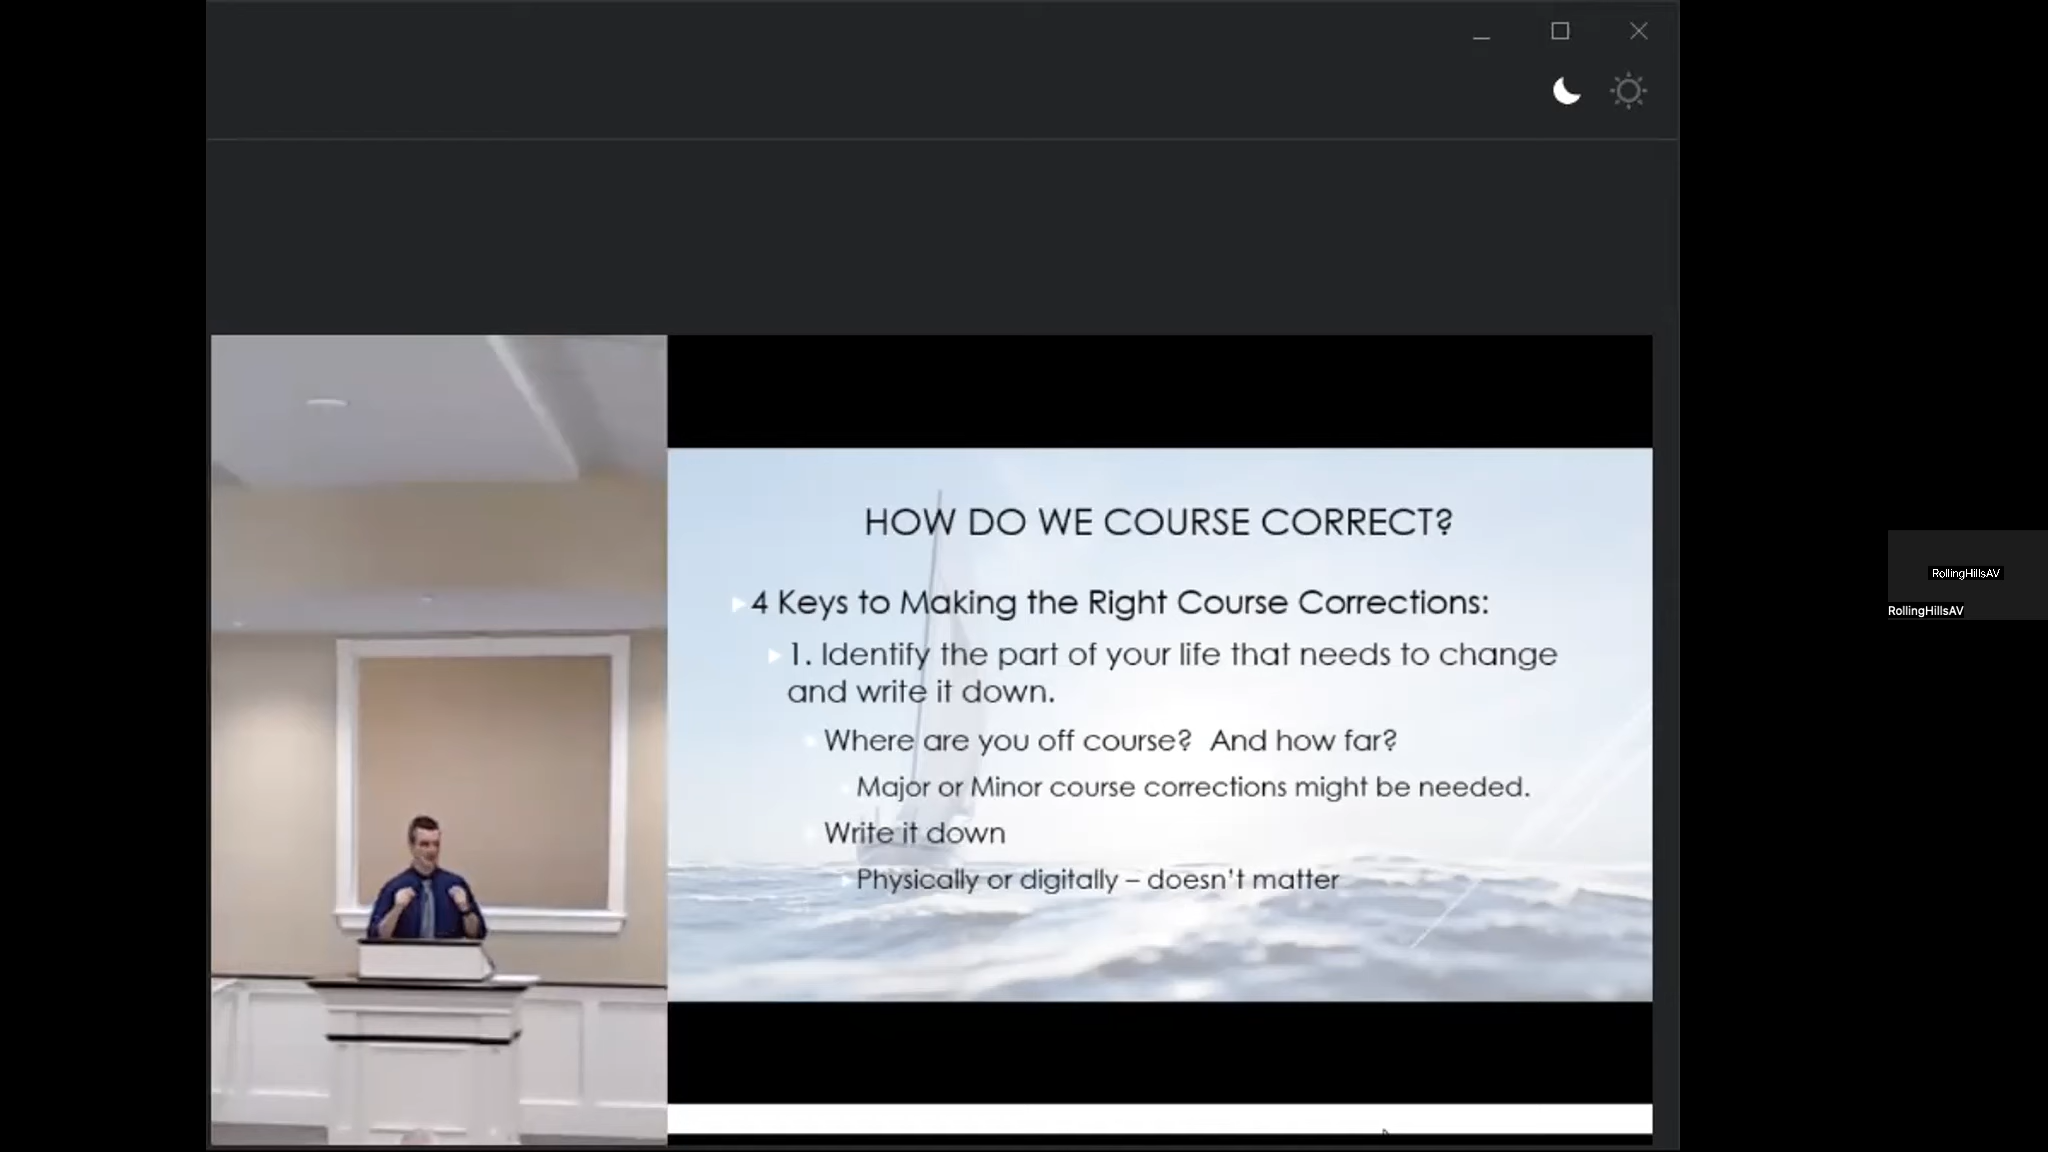 HOW DO WE COURSE CORRECT?
4 Keys to Making the Right Course Corrections:
1. Identify the part of your life that needs to change
and write it down.
Where are you off course?  And how far?
Major or Minor course corrections might be needed.
Write it down
Physically or digitally – doesn't matter
RollingHillsAV
RollingHillsAV